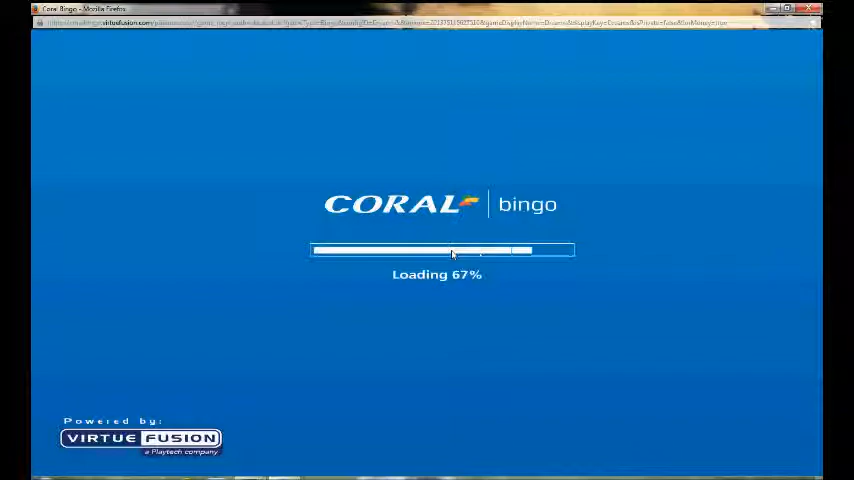 Coral Bingo - Mozilla Firefox
CORAL bingo
Loading 67%
Powered by:
VIRTUE FUSION
a Playtech company